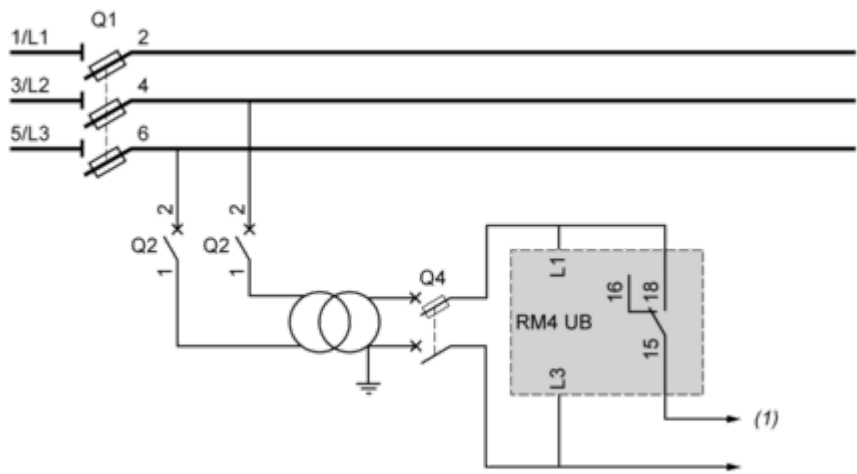 Q1
1/L1 2
3/L2 4
5/L3 6
2 2
Q2 Q2
1 1
Q4
L1
16 18
RM4 UB
15
L3
(1)